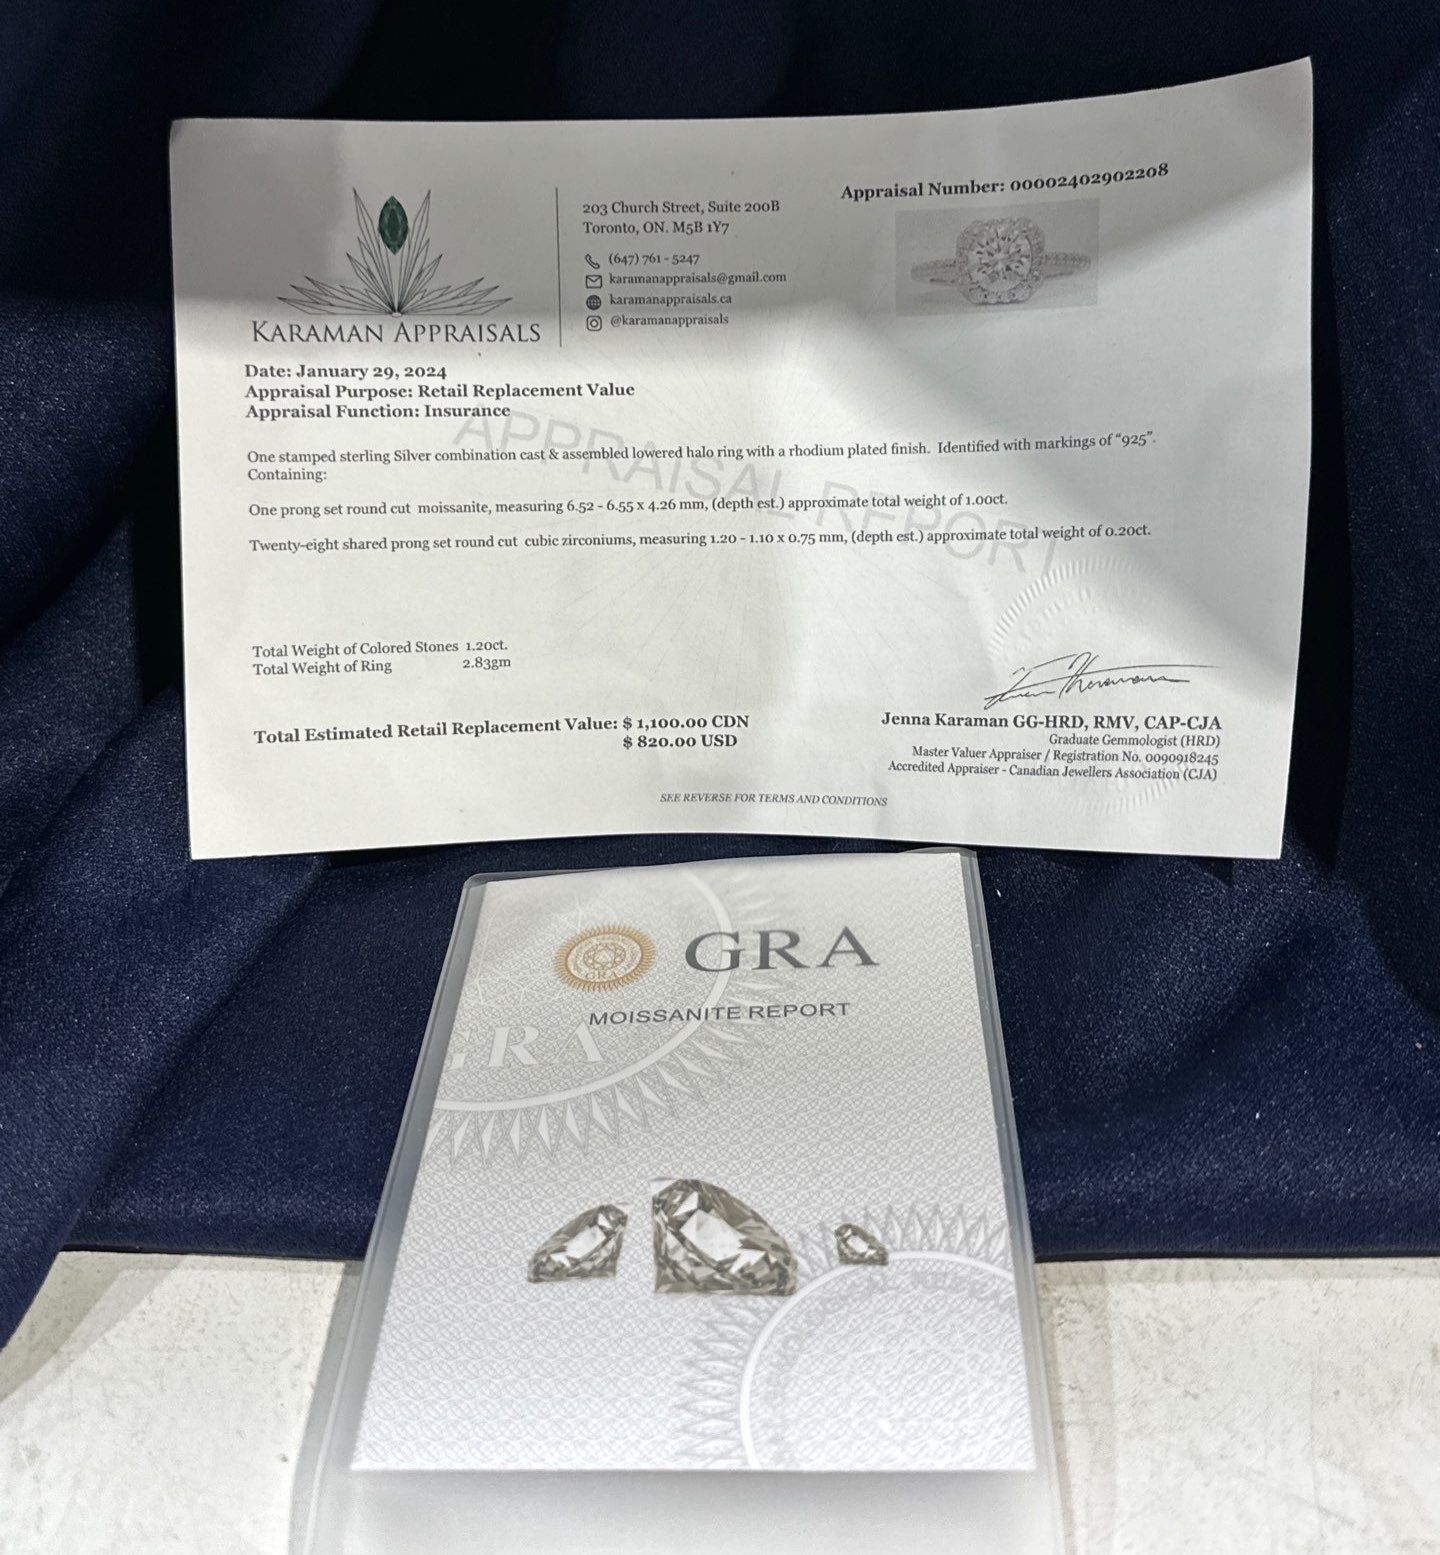 KARAMAN APPRAISALS
203 Church Street, Suite 200B
Toronto, ON. M5B 1Y7
(647) 761 - 5247
karamanappraisals@gmail.com
karamanappraisals.ca
@karamanappraisals
Appraisal Number: 00002402902208
Date: January 29, 2024
Appraisal Purpose: Retail Replacement Value
Appraisal Function: Insurance
APPRAISAL REPORT
One stamped sterling Silver combination cast & assembled lowered halo ring with a rhodium plated finish. Identified with markings of "925".
Containing:
One prong set round cut moissanite, measuring 6.52 - 6.55 x 4.26 mm, (depth est.) approximate total weight of 1.00ct.
Twenty-eight shared prong set round cut cubic zirconiums, measuring 1.20 - 1.10 x 0.75 mm, (depth est.) approximate total weight of 0.20ct.
Total Weight of Colored Stones 1.20ct.
Total Weight of Ring 2.83gm
Total Estimated Retail Replacement Value: $ 1,100.00 CDN
$ 820.00 USD
Jenna Karaman GG-HRD, RMV, CAP-CJA
Graduate Gemmologist (HRD)
Master Valuer Appraiser / Registration No. 0090918245
Accredited Appraiser - Canadian Jewellers Association (CJA)
SEE REVERSE FOR TERMS AND CONDITIONS
GRA
GRA
MOISSANITE REPORT
GRA